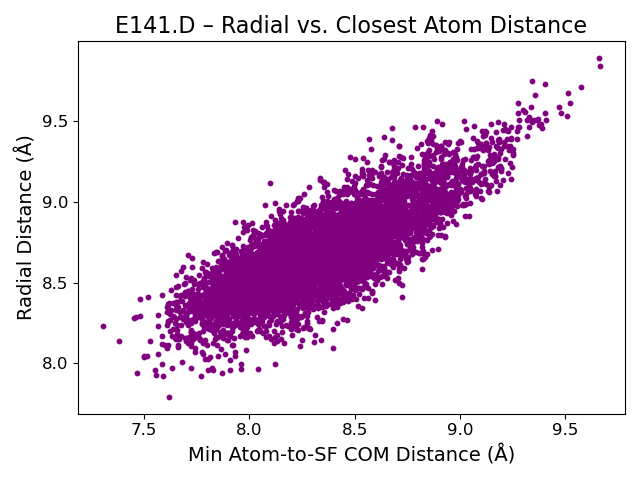 E141.D – Radial vs. Closest Atom Distance
Radial Distance (Å)
9.5
9.0
8.5
8.0
7.5 8.0 8.5 9.0 9.5
Min Atom-to-SF COM Distance (Å)